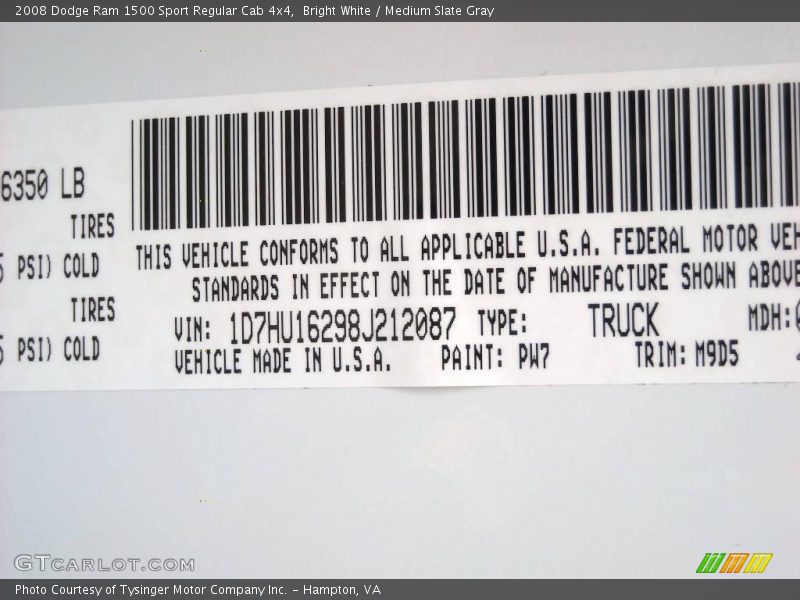 2008 Dodge Ram 1500 Sport Regular Cab 4x4,  Bright White / Medium Slate Gray
6350 LB
TIRES
PSI) COLD
TIRES
PSI) COLD
THIS VEHICLE CONFORMS TO ALL APPLICABLE U.S.A. FEDERAL MOTOR VEH
STANDARDS IN EFFECT ON THE DATE OF MANUFACTURE SHOWN ABOVE
VIN: 1D7HU16298J212087 TYPE: TRUCK MDH:
VEHICLE MADE IN U.S.A. PAINT: PW7 TRIM: M9D5
GTCARLOT.COM
Photo Courtesy of Tysinger Motor Company Inc. - Hampton, VA